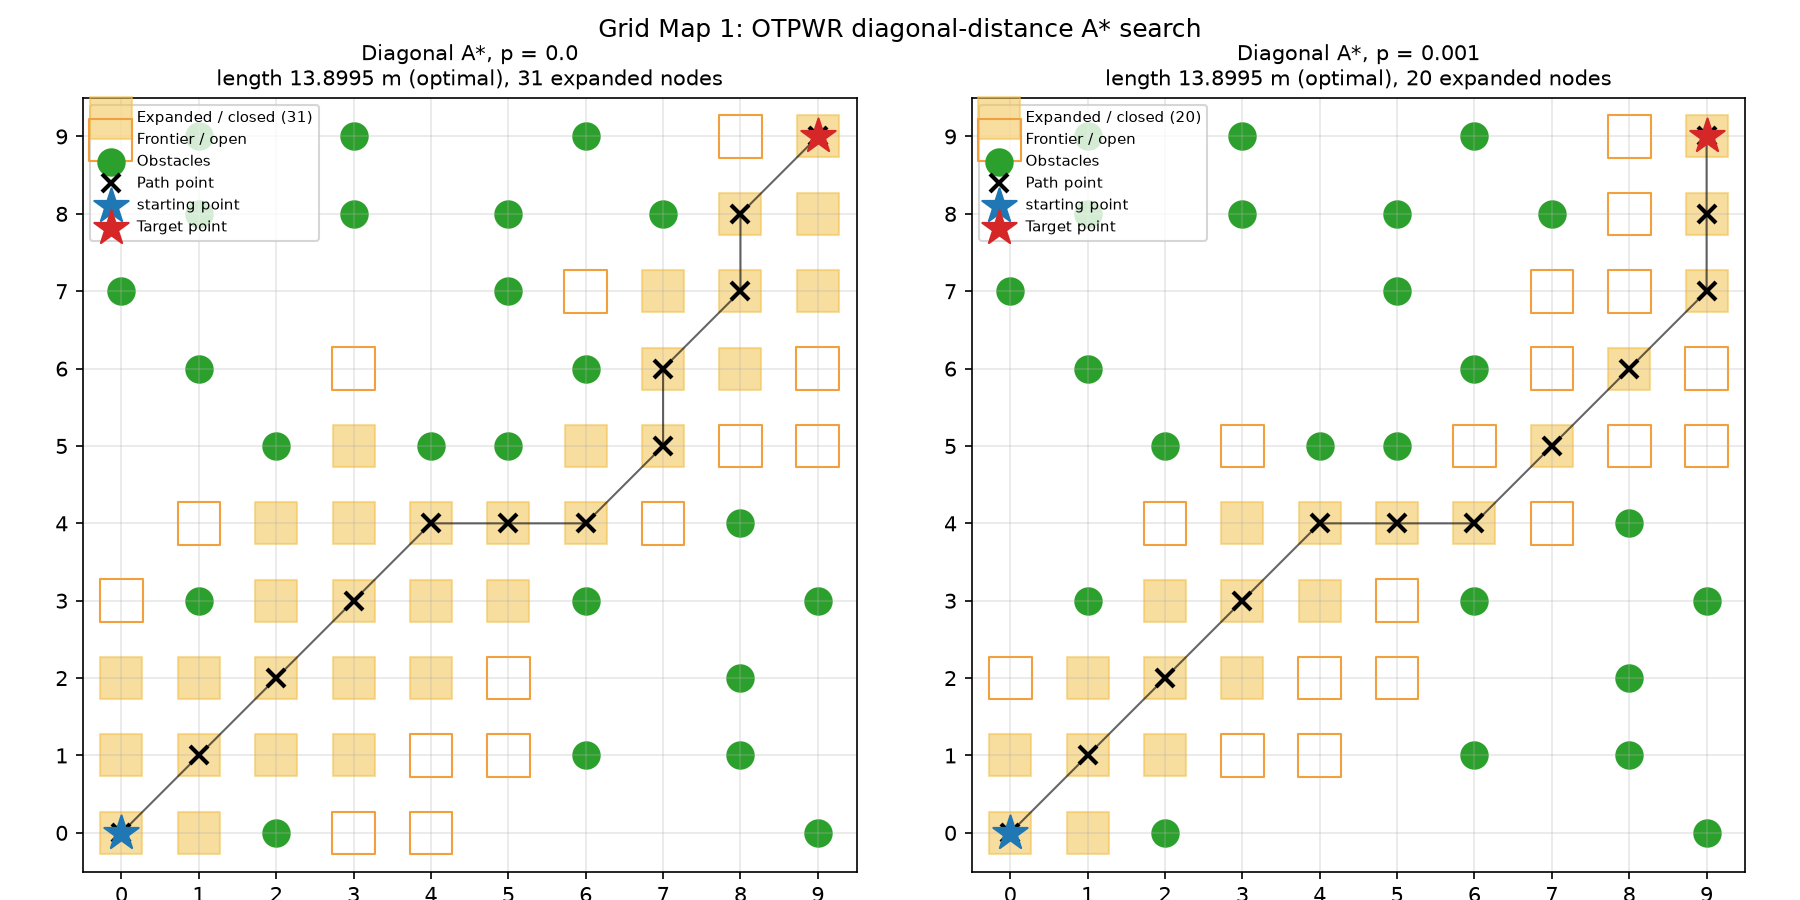 Grid Map 1: OTPWR diagonal-distance A* search
Diagonal A*, p = 0.0
length 13.8995 m (optimal), 31 expanded nodes
Expanded / closed (31)
Frontier / open
Obstacles
Path point
starting point
Target point
9
8
7
6
5
4
3
2
1
0
0 1 2 3 4 5 6 7 8 9
Diagonal A*, p = 0.001
length 13.8995 m (optimal), 20 expanded nodes
Expanded / closed (20)
Frontier / open
Obstacles
Path point
starting point
Target point
9
8
7
6
5
4
3
2
1
0
0 1 2 3 4 5 6 7 8 9